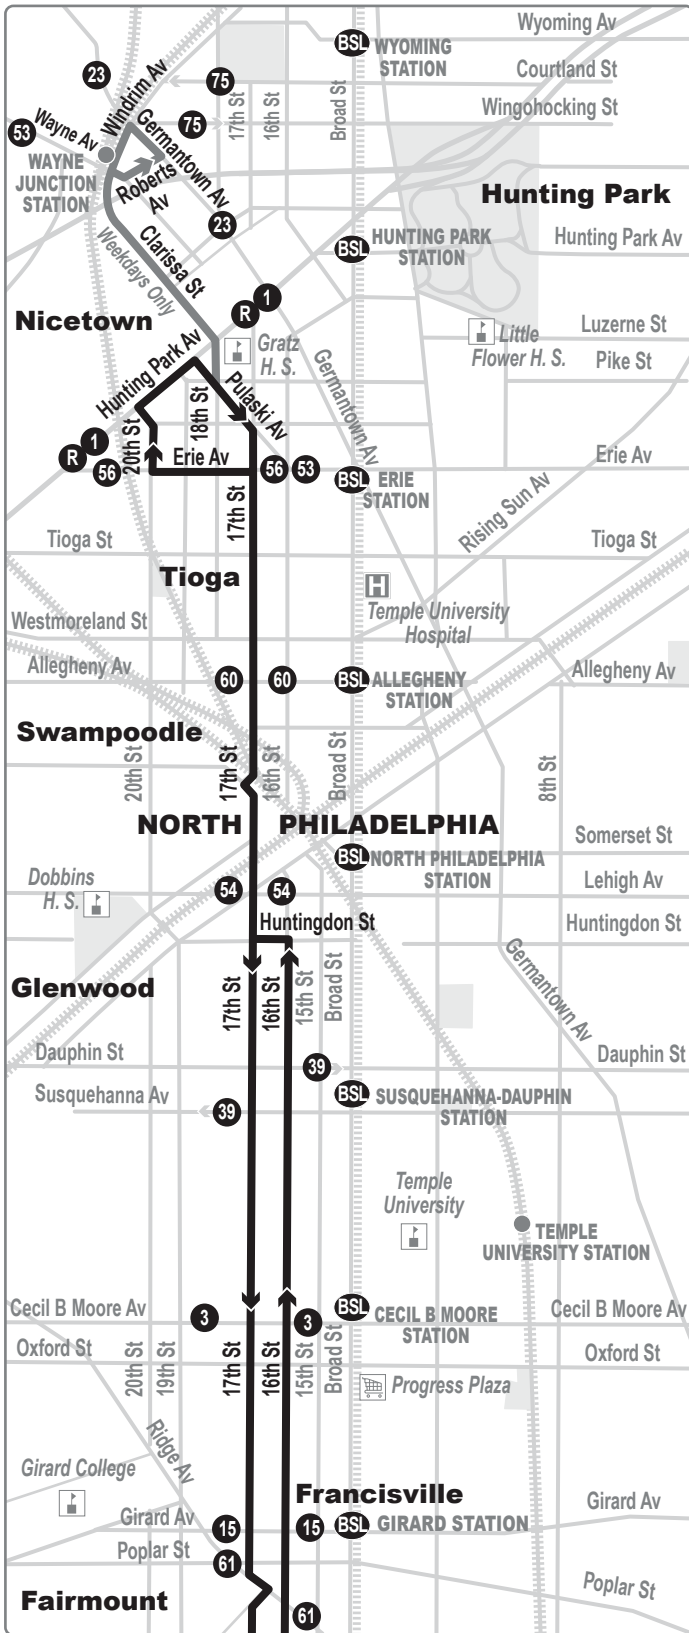 Wyoming Av
BSL WYOMING
STATION
23
Windrim Av
75
17th St
16th St
Broad St
Courtland St
Wingohocking St
53
Wayne Av
75
Germantown Av
WAYNE
JUNCTION
STATION
Roberts
Av
Hunting Park
23
Clarissa St
Weekdays Only
BSL HUNTING PARK
STATION
Hunting Park Av
R 1
Nicetown
Gratz
H. S.
Little
Flower H. S.
Luzerne St
Pike St
Hunting Park Av
Germantown Av
Pulaski Av
18th St
20th St
R 1
56
Erie Av
56 53
BSL ERIE
STATION
Erie Av
17th St
Rising Sun Av
Tioga St
Tioga St
Tioga
H
Temple University
Hospital
Westmoreland St
Allegheny Av
60
60
BSL ALLEGHENY
STATION
Allegheny Av
Swampoodle
20th St
17th St
16th St
Broad St
8th St
NORTH PHILADELPHIA
Somerset St
BSL NORTH PHILADELPHIA
STATION
Dobbins
H. S.
54
54
Lehigh Av
Huntingdon St
Huntingdon St
Germantown Av
Glenwood
17th St
16th St
15th St
Broad St
Dauphin St
39
Dauphin St
Susquehanna Av
39
BSL SUSQUEHANNA-DAUPHIN
STATION
Temple
University
TEMPLE
UNIVERSITY STATION
Cecil B Moore Av
3
3
BSL CECIL B MOORE
STATION
Cecil B Moore Av
Oxford St
Oxford St
20th St
19th St
17th St
16th St
15th St
Broad St
Progress Plaza
Ridge Av
Girard College
Francisville
Girard Av
15
15
BSL GIRARD STATION
Girard Av
Poplar St
61
Poplar St
Fairmount
61